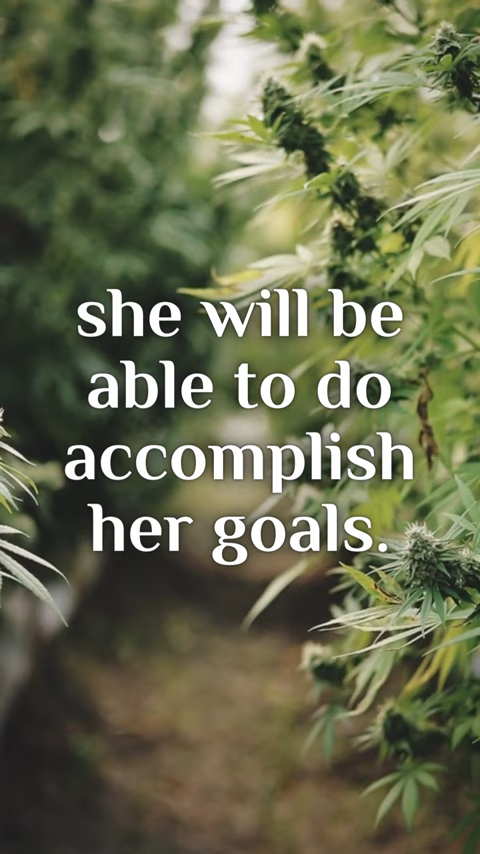 she will be
able to do
accomplish
her goals.